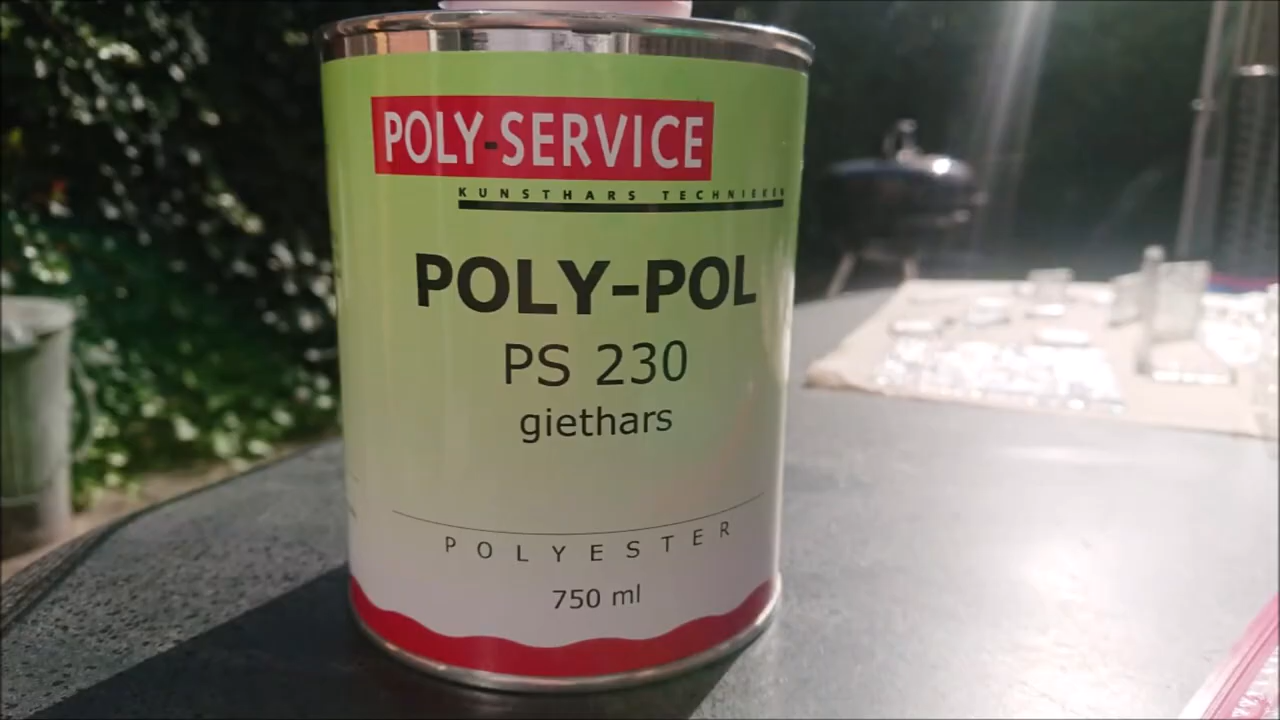 POLY-SERVICE
KUNSTHARS TECHNIEKEN
POLY-POL
PS 230
giethars
POLYESTER
750 ml